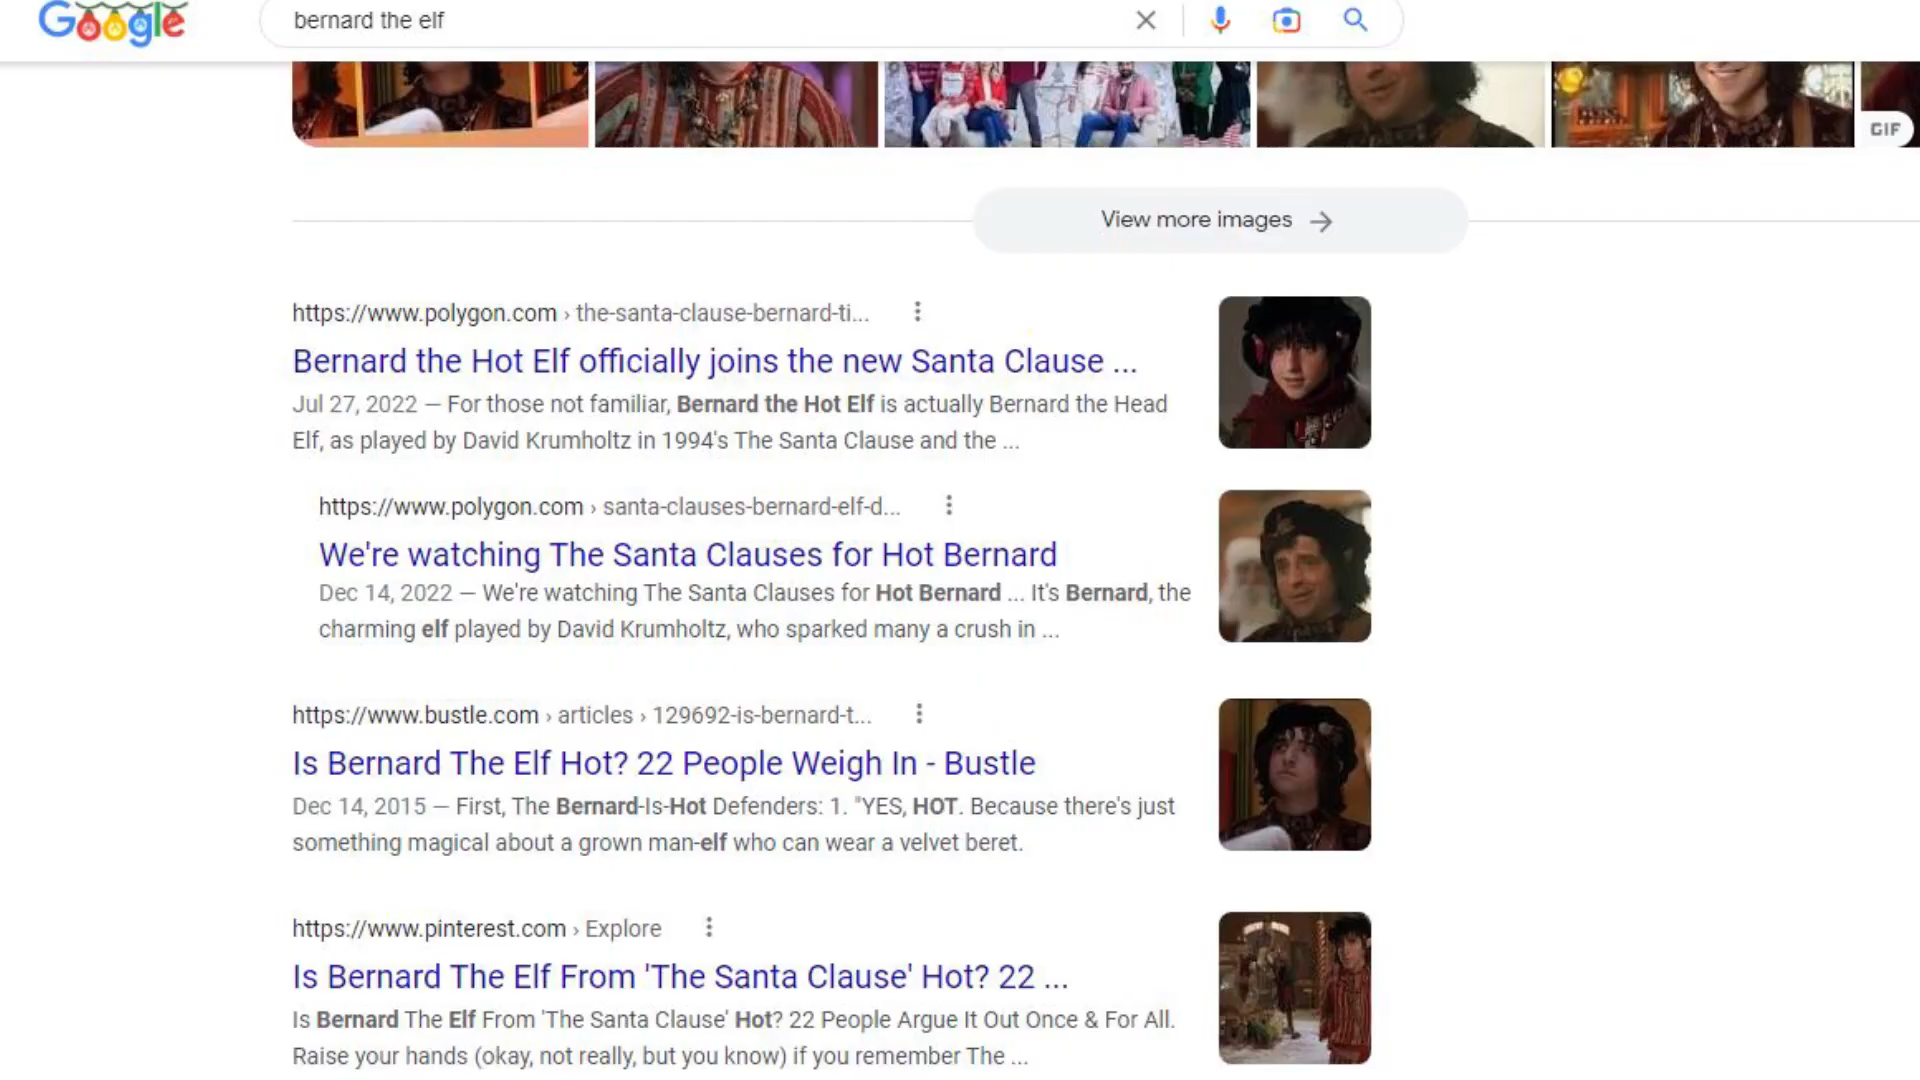 Google
bernard the elf
GIF
View more images
https://www.polygon.com › the-santa-clause-bernard-ti...
Bernard the Hot Elf officially joins the new Santa Clause ...
Jul 27, 2022 — For those not familiar, Bernard the Hot Elf is actually Bernard the Head
Elf, as played by David Krumholtz in 1994's The Santa Clause and the ...
https://www.polygon.com › santa-clauses-bernard-elf-d...
We're watching The Santa Clauses for Hot Bernard
Dec 14, 2022 — We're watching The Santa Clauses for Hot Bernard ... It's Bernard, the
charming elf played by David Krumholtz, who sparked many a crush in ...
https://www.bustle.com › articles › 129692-is-bernard-t...
Is Bernard The Elf Hot? 22 People Weigh In - Bustle
Dec 14, 2015 — First, The Bernard-Is-Hot Defenders: 1. "YES, HOT. Because there's just
something magical about a grown man-elf who can wear a velvet beret.
https://www.pinterest.com › Explore
Is Bernard The Elf From 'The Santa Clause' Hot? 22 ...
Is Bernard The Elf From 'The Santa Clause' Hot? 22 People Argue It Out Once & For All.
Raise your hands (okay, not really, but you know) if you remember The ...